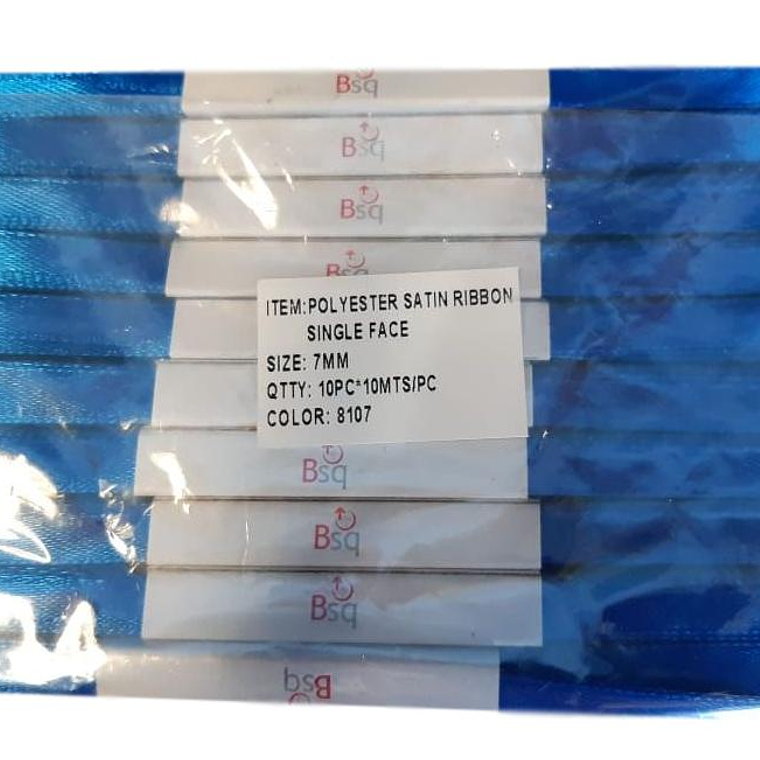 Bsq
Bsq
Bsq
Bsq
ITEM:POLYESTER SATIN RIBBON
SINGLE FACE
SIZE: 7MM
QTTY: 10PC*10MTS/PC
COLOR: 8107
Bsq
Bsq
Bsq
Bsq